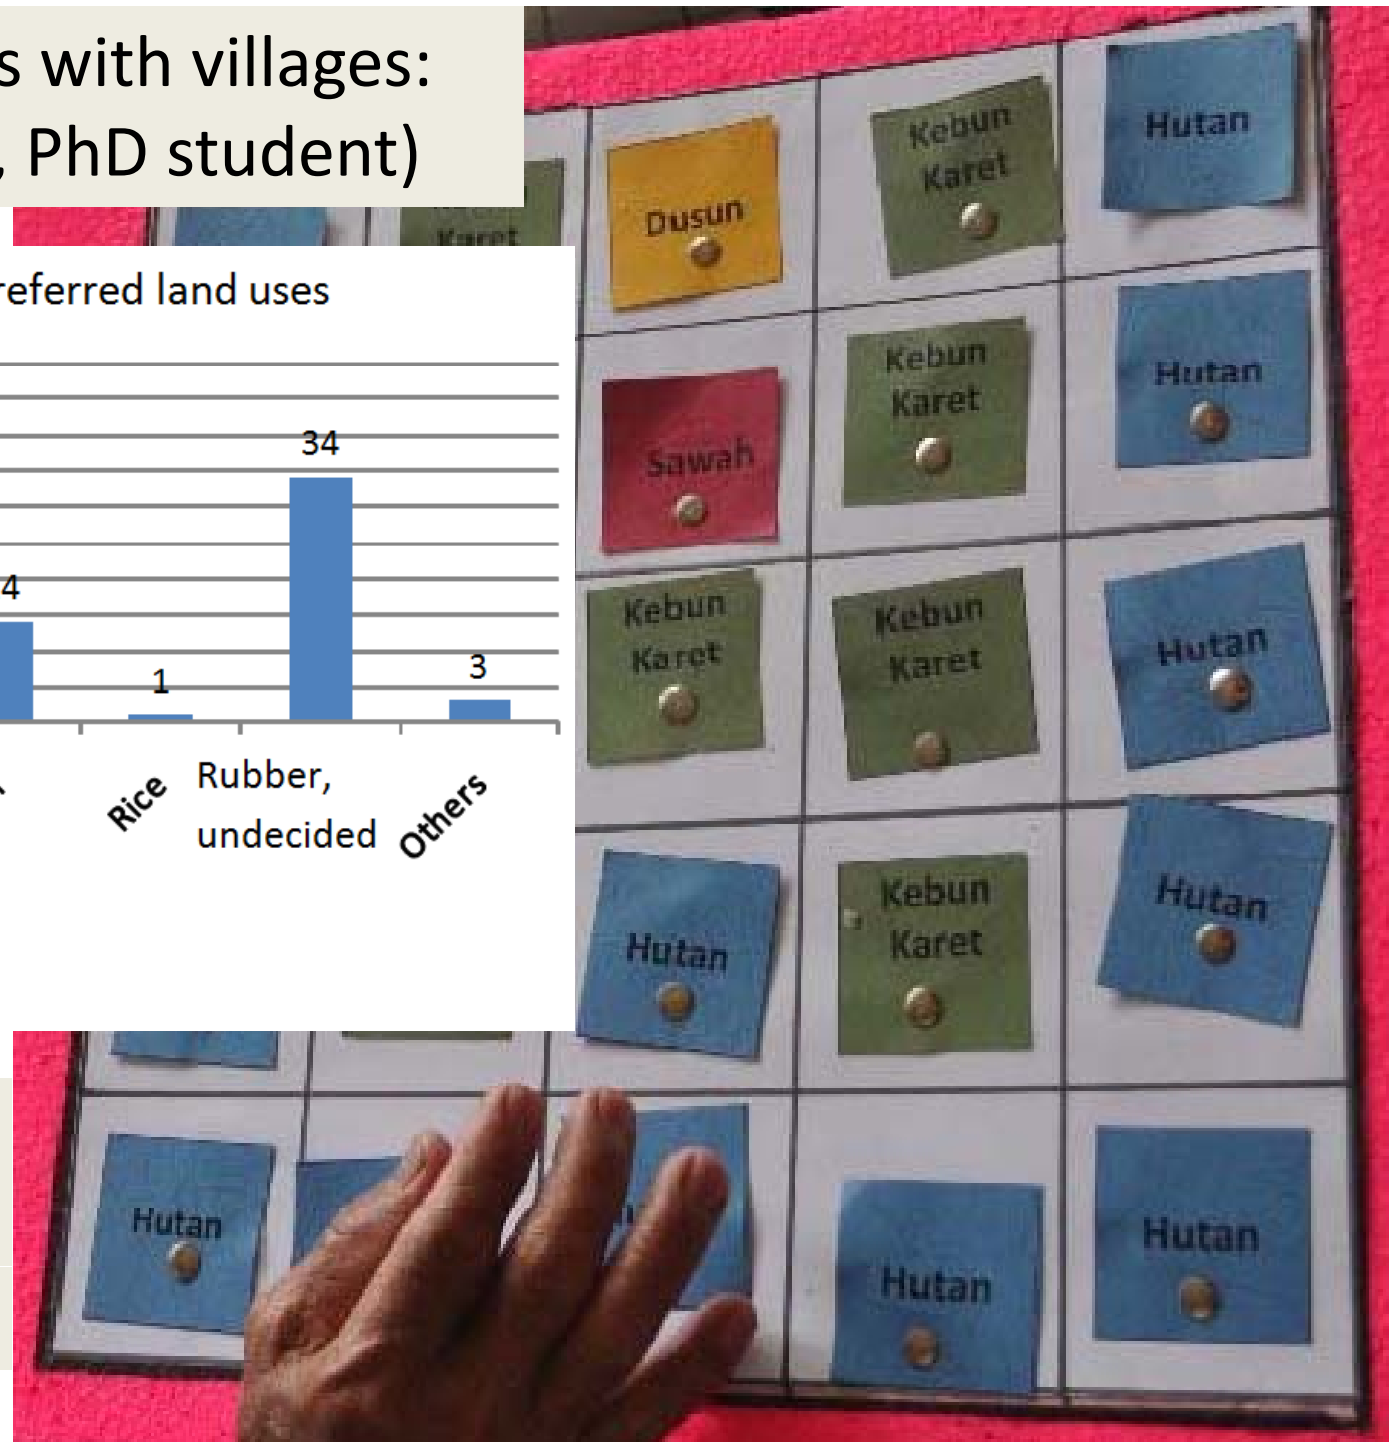 s with villages:
, PhD student)
Karet
Dusun
Kebun
Karet
Hutan
referred land uses
34
4
1
3
Rice
Rubber,
undecided
Others
Sawah
Kebun
Karet
Hutan
Kebun
Karet
Kebun
Karet
Hutan
Hutan
Kebun
Karet
Hutan
Hutan
Hutan
Hutan